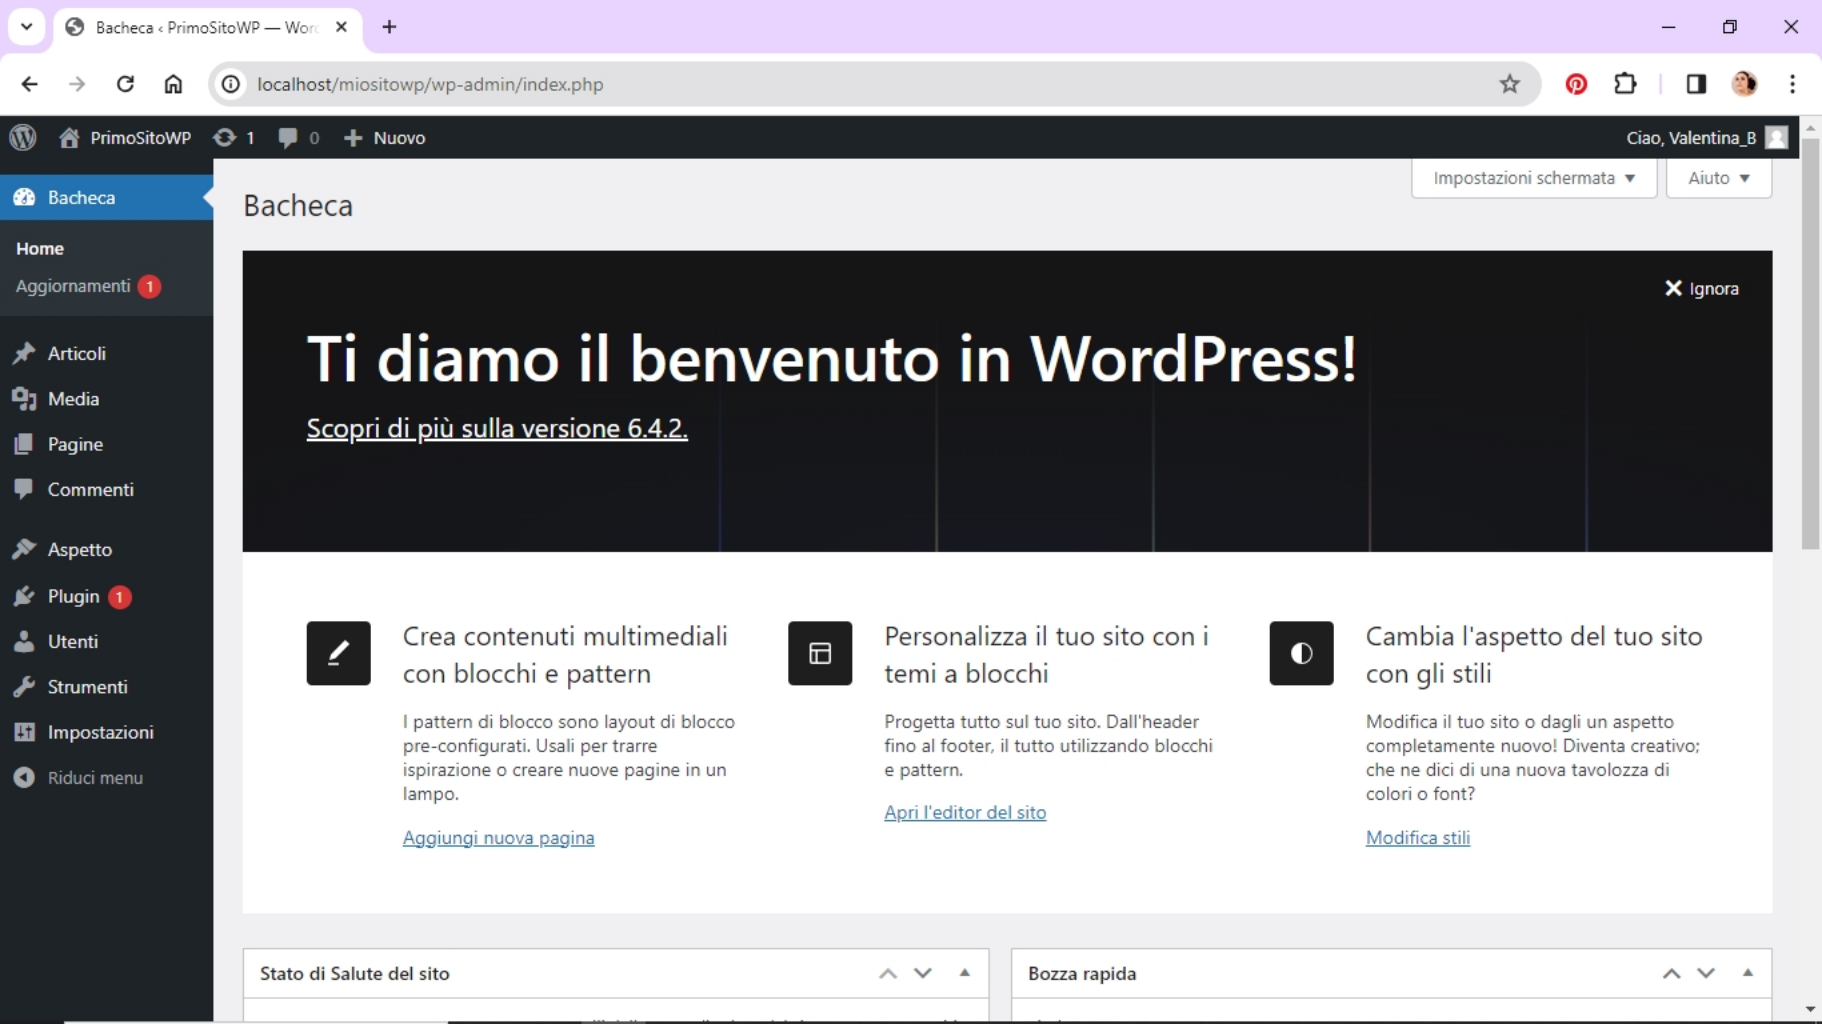 Bacheca ‹ PrimoSitoWP — Wor
localhost/miositowp/wp-admin/index.php
PrimoSitoWP 1 0 Nuovo
Ciao, Valentina_B
Impostazioni schermata
Aiuto
Bacheca
Home
Aggiornamenti 1
Articoli
Media
Pagine
Commenti
Aspetto
Plugin 1
Utenti
Strumenti
Impostazioni
Riduci menu
Bacheca
Ignora
Ti diamo il benvenuto in WordPress!
Scopri di più sulla versione 6.4.2.
Crea contenuti multimediali
con blocchi e pattern
I pattern di blocco sono layout di blocco
pre-configurati. Usali per trarre
ispirazione o creare nuove pagine in un
lampo.
Aggiungi nuova pagina
Personalizza il tuo sito con i
temi a blocchi
Progetta tutto sul tuo sito. Dall'header
fino al footer, il tutto utilizzando blocchi
e pattern.
Apri l'editor del sito
Cambia l'aspetto del tuo sito
con gli stili
Modifica il tuo sito o dagli un aspetto
completamente nuovo! Diventa creativo;
che ne dici di una nuova tavolozza di
colori o font?
Modifica stili
Stato di Salute del sito
Bozza rapida